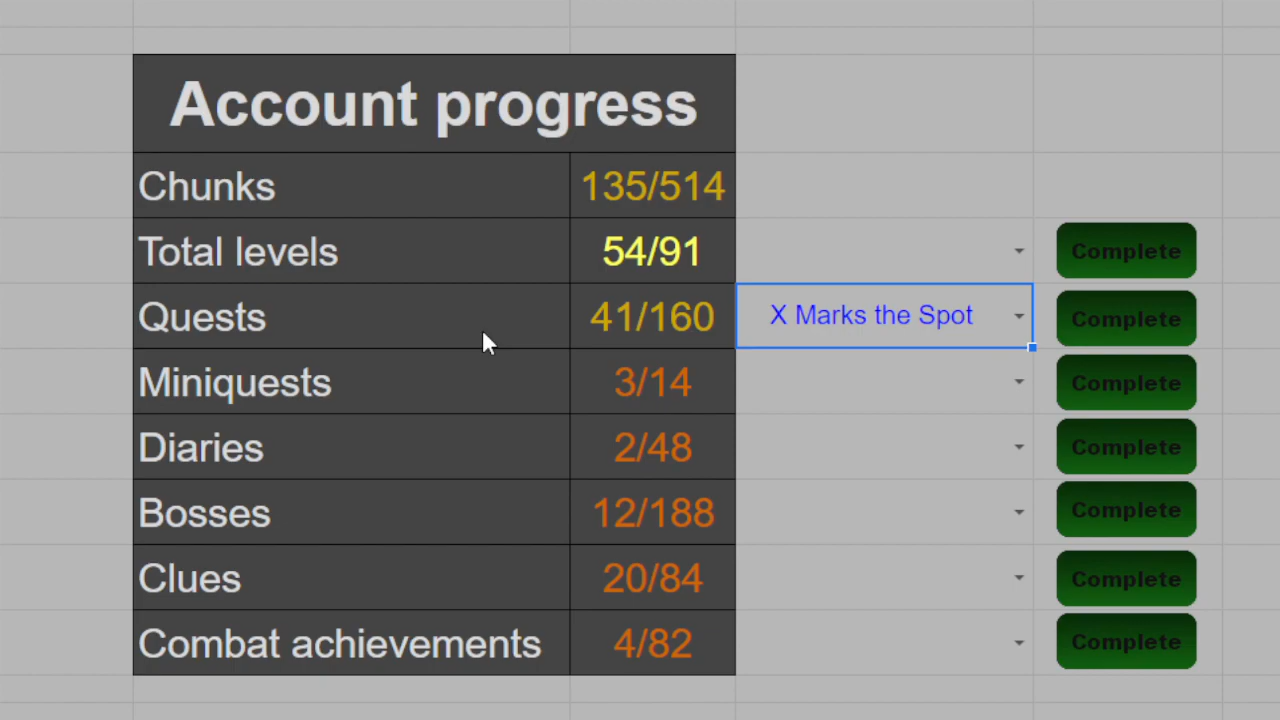 Account progress
Chunks 135/514
Total levels 54/91 Complete
Quests 41/160 X Marks the Spot Complete
Miniquests 3/14 Complete
Diaries 2/48 Complete
Bosses 12/188 Complete
Clues 20/84 Complete
Combat achievements 4/82 Complete